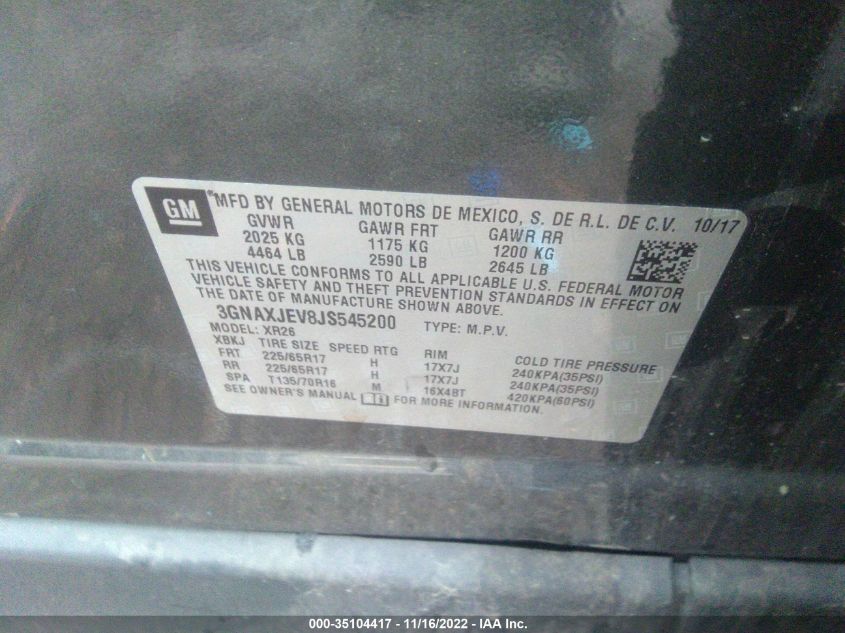 GM ®MFD BY GENERAL MOTORS DE MEXICO, S. DE R.L. DE C.V. 10/17
GVWR GAWR FRT GAWR RR
2025 KG 1175 KG 1200 KG
4464 LB 2590 LB 2645 LB
THIS VEHICLE CONFORMS TO ALL APPLICABLE U.S. FEDERAL MOTOR
VEHICLE SAFETY AND THEFT PREVENTION STANDARDS IN EFFECT ON
THE DATE OF MANUFACTURE SHOWN ABOVE.
3GNAXJEV8JS545200 TYPE: M.P.V.
MODEL: XR26
XBKJ TIRE SIZE SPEED RTG RIM COLD TIRE PRESSURE
FRT 225/65R17 H 17X7J 240KPA(35PSI)
RR 225/65R17 H 17X7J 240KPA(35PSI)
SPA T135/70R16 M 16X4BT 420KPA(60PSI)
SEE OWNER'S MANUAL FOR MORE INFORMATION.
000-35104417 - 11/16/2022 - IAA Inc.